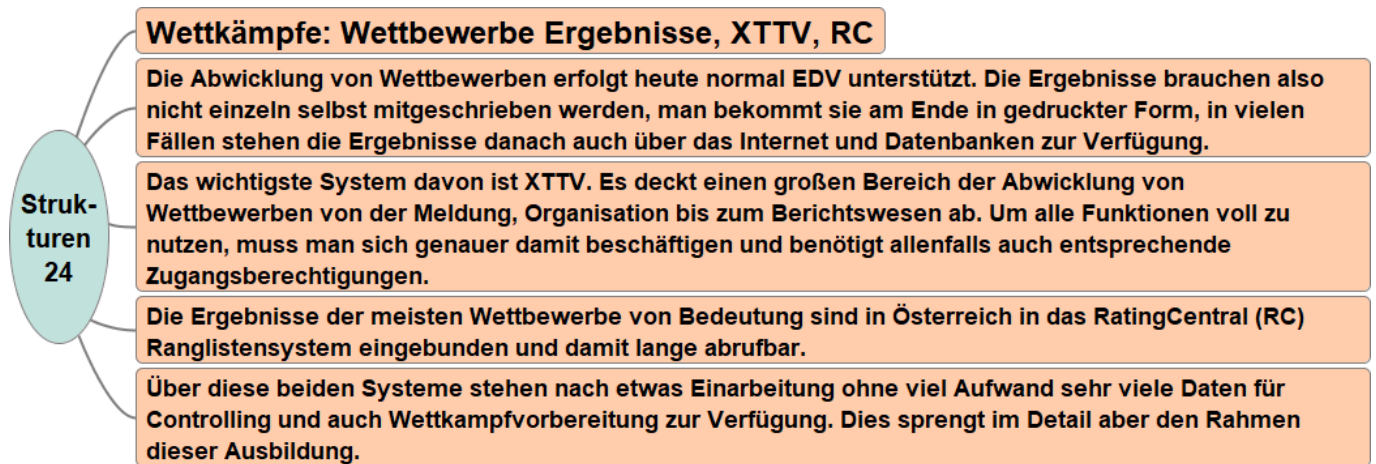 Struk-
turen
24
Wettkämpfe: Wettbewerbe Ergebnisse, XTTV, RC
Die Abwicklung von Wettbewerben erfolgt heute normal EDV unterstützt. Die Ergebnisse brauchen also
nicht einzeln selbst mitgeschrieben werden, man bekommt sie am Ende in gedruckter Form, in vielen
Fällen stehen die Ergebnisse danach auch über das Internet und Datenbanken zur Verfügung.
Das wichtigste System davon ist XTTV. Es deckt einen großen Bereich der Abwicklung von
Wettbewerben von der Meldung, Organisation bis zum Berichtswesen ab. Um alle Funktionen voll zu
nutzen, muss man sich genauer damit beschäftigen und benötigt allenfalls auch entsprechende
Zugangsberechtigungen.
Die Ergebnisse der meisten Wettbewerbe von Bedeutung sind in Österreich in das RatingCentral (RC)
Ranglistensystem eingebunden und damit lange abrufbar.
Über diese beiden Systeme stehen nach etwas Einarbeitung ohne viel Aufwand sehr viele Daten für
Controlling und auch Wettkampfvorbereitung zur Verfügung. Dies sprengt im Detail aber den Rahmen
dieser Ausbildung.